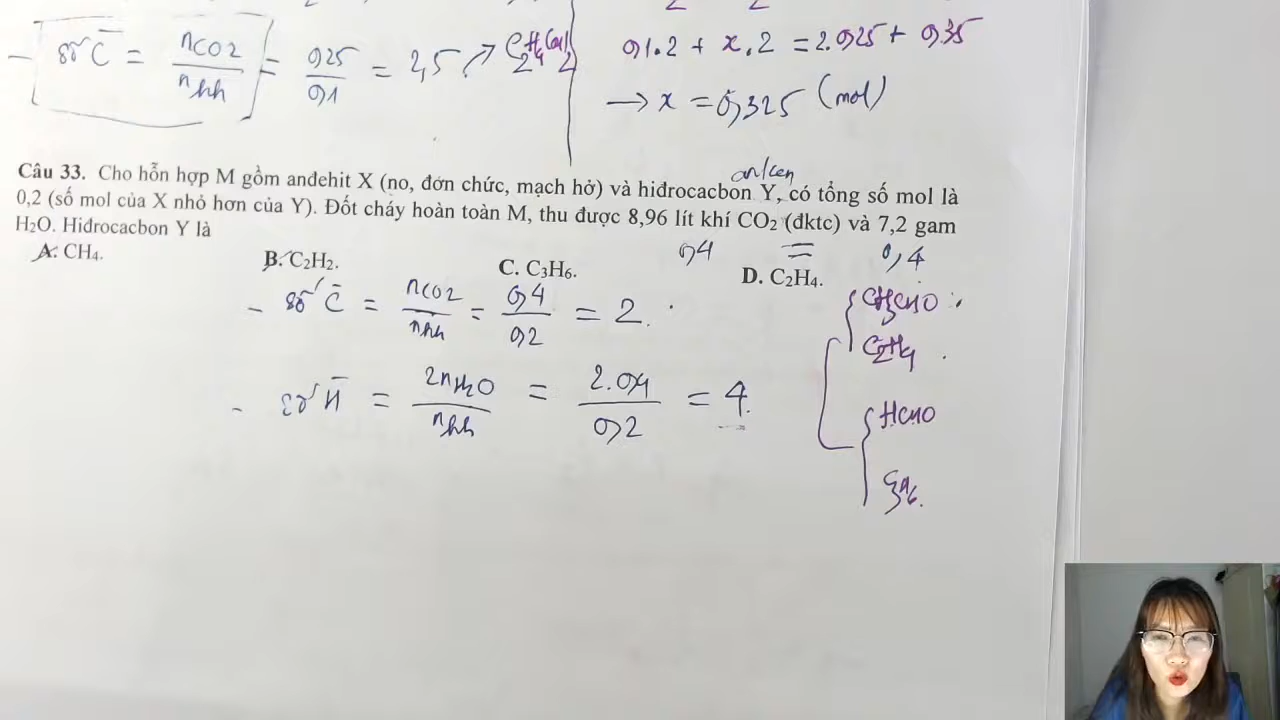 - số C̄ = nCO2 / nhh = 0,25 / 0,1 = 2,5 → C2H4(OH)2
0,1.2 + x.2 = 2.0,25 + 0,35
→ x = 0,325 (mol)
anken
Câu 33. Cho hỗn hợp M gồm anđehit X (no, đơn chức, mạch hở) và hiđrocacbon Y, có tổng số mol là
0,2 (số mol của X nhỏ hơn của Y). Đốt cháy hoàn toàn M, thu được 8,96 lít khí CO2 (đktc) và 7,2 gam
H2O. Hiđrocacbon Y là
0,4 = 0,4
A. CH4. B. C2H2. C. C3H6. D. C2H4.
- số C̄ = nCO2 / nhh = 0,4 / 0,2 = 2.
CH3CHO
C2H4
- số H̄ = 2nH2O / nhh = 2.0,4 / 0,2 = 4.
HCHO
C3H6.